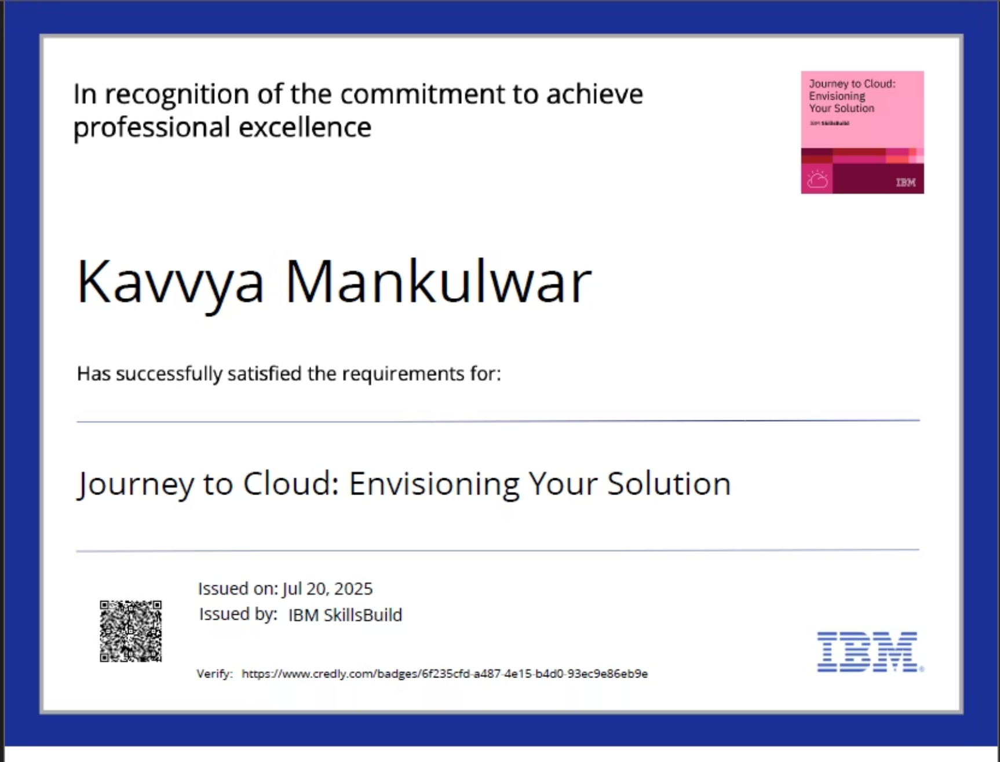 In recognition of the commitment to achieve
professional excellence
Journey to Cloud:
Envisioning
Your Solution
IBM SkillsBuild
IBM
Kavvya Mankulwar
Has successfully satisfied the requirements for:
Journey to Cloud: Envisioning Your Solution
Issued on: Jul 20, 2025
Issued by: IBM SkillsBuild
Verify: https://www.credly.com/badges/6f235cfd-a487-4e15-b4d0-93ec9e86eb9e
IBM®